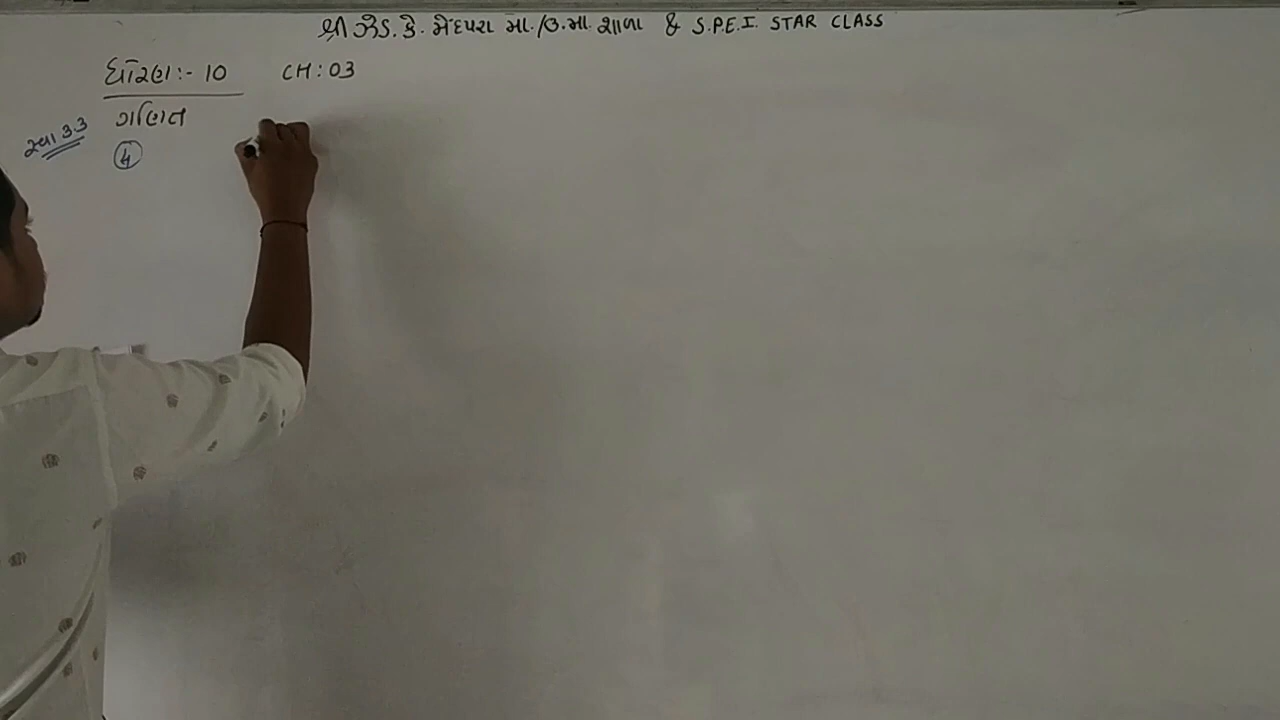 શ્રી ઝેડ. કે. મેંદપરા મા./ઉ.મા. શાળા & S.P.E.I. STAR CLASS
ધોરણ:- 10 CH: 03
ગણિત
સ્વા 3.3
4